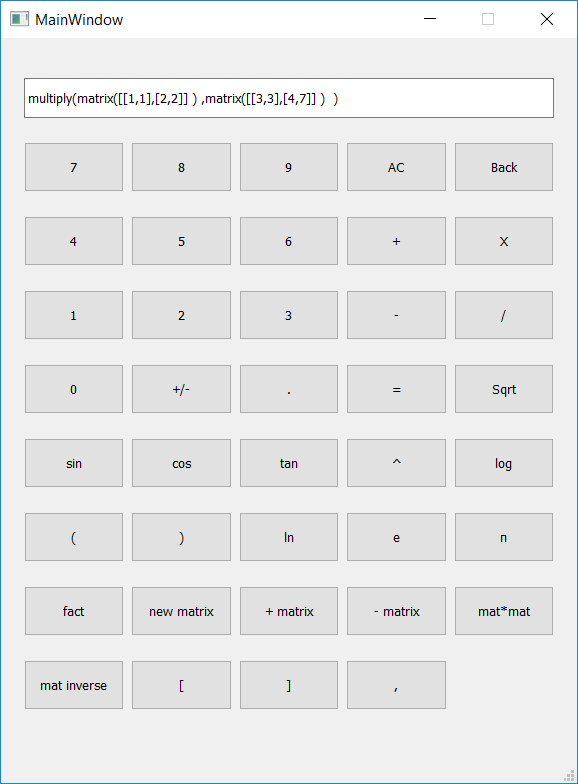 MainWindow
multiply(matrix([[1,1],[2,2]] ) ,matrix([[3,3],[4,7]] )  )
7 8 9 AC Back
4 5 6 + X
1 2 3 - /
0 +/- . = Sqrt
sin cos tan ^ log
( ) ln e п
fact new matrix + matrix - matrix mat*mat
mat inverse [ ] ,